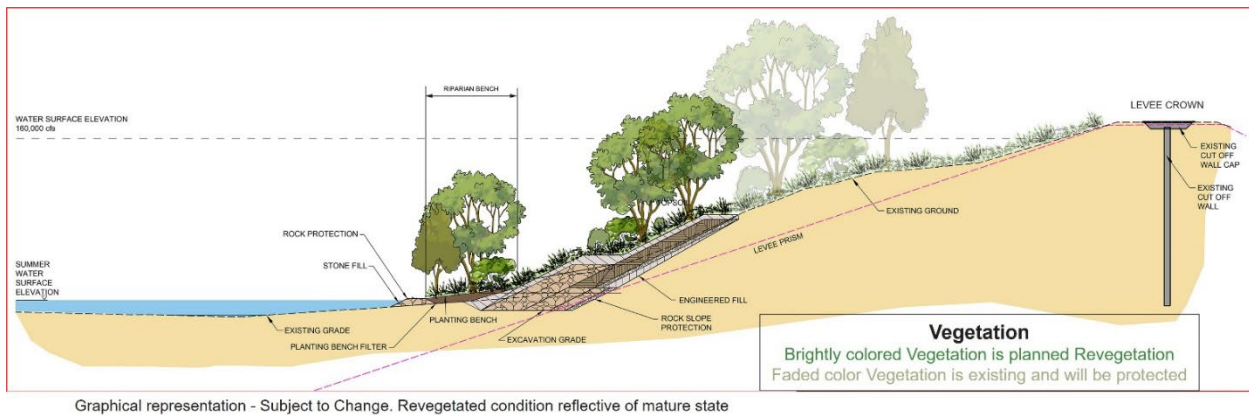 RIPARIAN BENCH
WATER SURFACE ELEVATION
160,000 cfs
LEVEE CROWN
EXISTING
CUT OFF
WALL CAP
EXISTING
CUT OFF
WALL
EXISTING GROUND
LEVEE PRISM
ROCK PROTECTION
STONE FILL
SUMMER
WATER
SURFACE
ELEVATION
EXISTING GRADE
PLANTING BENCH
PLANTING BENCH FILTER
EXCAVATION GRADE
ENGINEERED FILL
ROCK SLOPE
PROTECTION
Vegetation
Brightly colored Vegetation is planned Revegetation
Faded color Vegetation is existing and will be protected
Graphical representation - Subject to Change. Revegetated condition reflective of mature state